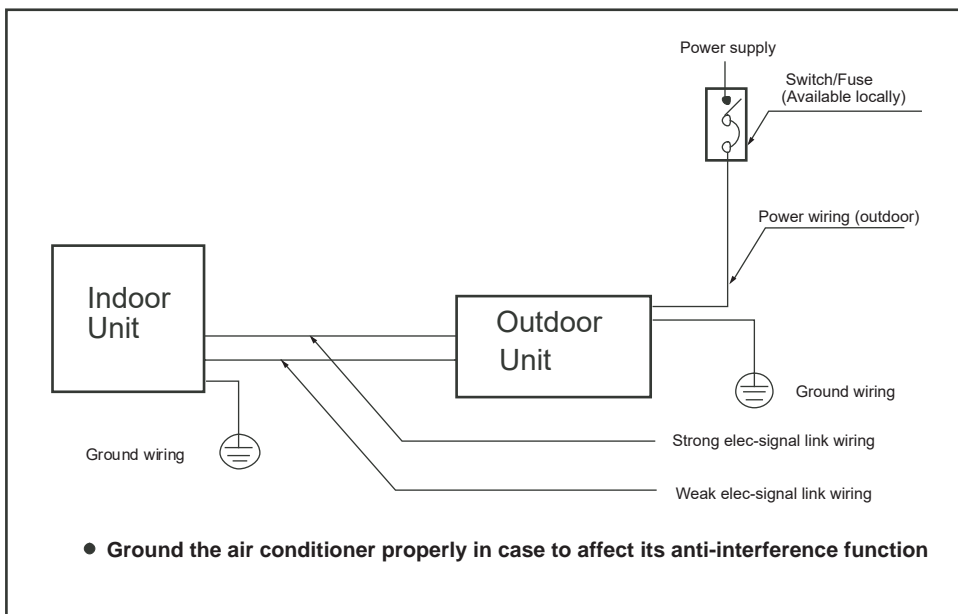 Power supply
Switch/Fuse
(Available locally)
Power wiring (outdoor)
Indoor
Unit
Outdoor
Unit
Ground wiring
Ground wiring
Strong elec-signal link wiring
Weak elec-signal link wiring
● Ground the air conditioner properly in case to affect its anti-interference function